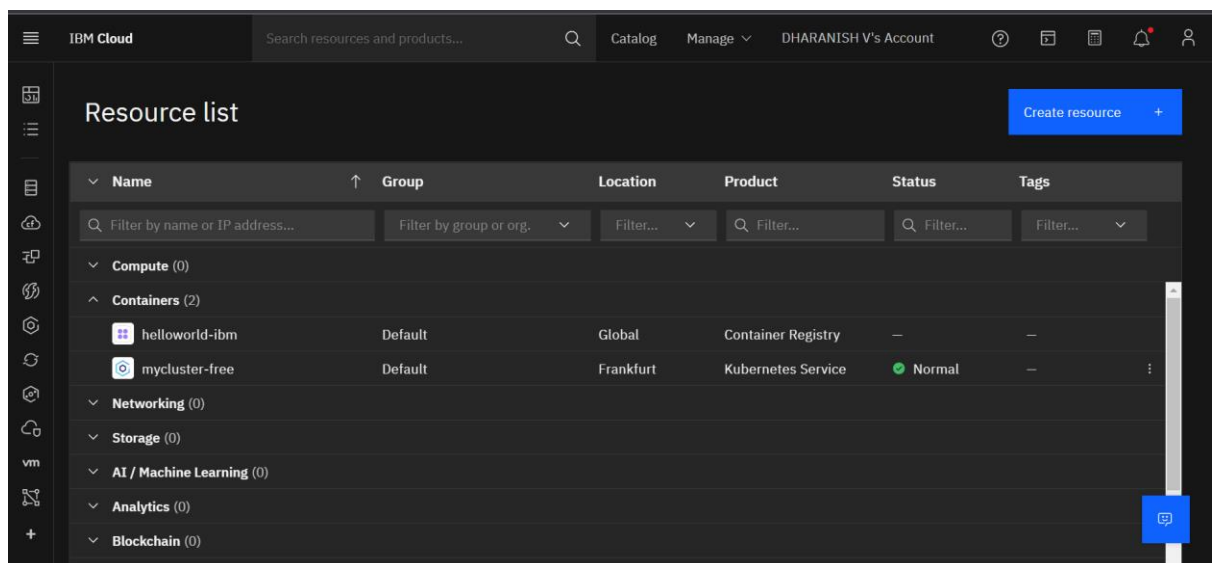 IBM Cloud Search resources and products... Catalog Manage DHARANISH V's Account
Resource list
Create resource +
Name Group Location Product Status Tags
Filter by name or IP address... Filter by group or org. Filter... Filter... Filter... Filter...
Compute (0)
Containers (2)
helloworld-ibm Default Global Container Registry — —
mycluster-free Default Frankfurt Kubernetes Service Normal —
Networking (0)
Storage (0)
vm
AI / Machine Learning (0)
Analytics (0)
Blockchain (0)